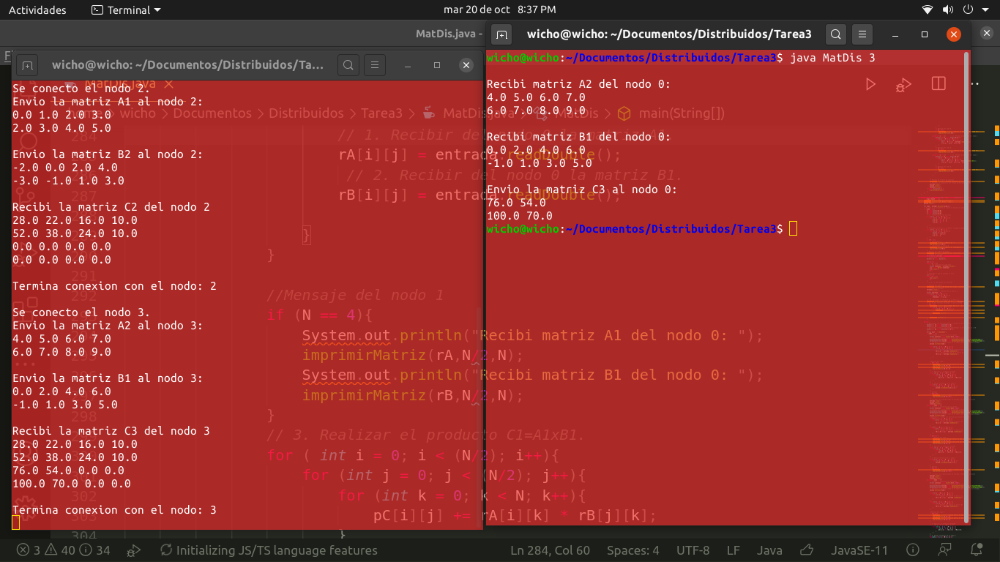 Actividades
Terminal
mar 20 de oct 8:37 PM
MatDis.java -
wicho@wicho: ~/Documentos/Distribuidos/Ta...
Se conecto el nodo 2.
Envio la matriz A1 al nodo 2:
0.0 1.0 2.0 3.0
2.0 3.0 4.0 5.0
Envio la matriz B2 al nodo 2:
-2.0 0.0 2.0 4.0
-3.0 -1.0 1.0 3.0
Recibi la matriz C2 del nodo 2
28.0 22.0 16.0 10.0
52.0 38.0 24.0 10.0
0.0 0.0 0.0 0.0
0.0 0.0 0.0 0.0
Termina conexion con el nodo: 2
Se conecto el nodo 3.
Envio la matriz A2 al nodo 3:
4.0 5.0 6.0 7.0
6.0 7.0 8.0 9.0
Envio la matriz B1 al nodo 3:
0.0 2.0 4.0 6.0
-1.0 1.0 3.0 5.0
Recibi la matriz C3 del nodo 3
28.0 22.0 16.0 10.0
52.0 38.0 24.0 10.0
76.0 54.0 0.0 0.0
100.0 70.0 0.0 0.0
Termina conexion con el nodo: 3
wicho@wicho: ~/Documentos/Distribuidos/Tarea3
wicho@wicho:~/Documentos/Distribuidos/Tarea3$ java MatDis 3
Recibi matriz A2 del nodo 0:
4.0 5.0 6.0 7.0
6.0 7.0 8.0 9.0
Recibi matriz B1 del nodo 0:
0.0 2.0 4.0 6.0
-1.0 1.0 3.0 5.0
Envio la matriz C3 al nodo 0:
76.0 54.0
100.0 70.0
wicho@wicho:~/Documentos/Distribuidos/Tarea3$
MatDis.java
home > wicho > Documentos > Distribuidos > Tarea3 > MatDis.java > MatDis > main(String[])
284 // 1. Recibir del nodo 0 la matriz A1.
rA[i][j] = entrada.readDouble();
// 2. Recibir del nodo 0 la matriz B1.
287 rB[i][j] = entrada.readDouble();
}
}
291
292 //Mensaje del nodo 1
if (N == 4){
System.out.println("Recibi matriz A1 del nodo 0: ");
imprimirMatriz(rA,N/2,N);
System.out.println("Recibi matriz B1 del nodo 0: ");
imprimirMatriz(rB,N/2,N);
298 }
// 3. Realizar el producto C1=A1xB1.
for ( int i = 0; i < (N/2); i++){
for (int j = 0; j < (N/2); j++){
302 for (int k = 0; k < N; k++){
pC[i][j] += rA[i][k] * rB[j][k];
304 }
3 40 34 Initializing JS/TS language features
Ln 284, Col 60 Spaces: 4 UTF-8 LF Java JavaSE-11